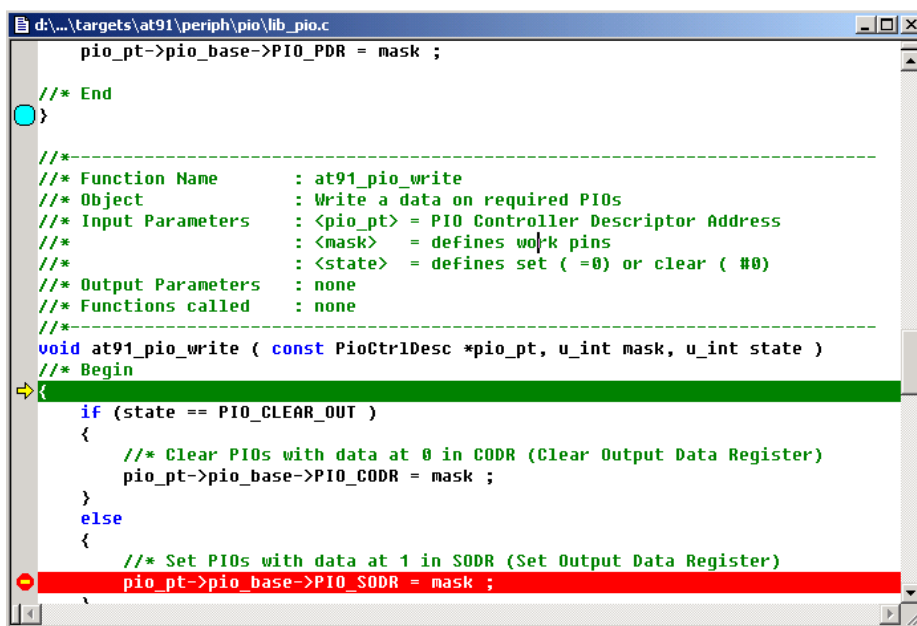 d:\...\targets\at91\periph\pio\lib_pio.c
pio_pt->pio_base->PIO_PDR = mask ;
//* End
}
//*----------------------------------------------------------------------------
//* Function Name : at91_pio_write
//* Object : Write a data on required PIOs
//* Input Parameters : <pio_pt> = PIO Controller Descriptor Address
//* : <mask> = defines work pins
//* : <state> = defines set ( =0) or clear ( #0)
//* Output Parameters : none
//* Functions called : none
//*----------------------------------------------------------------------------
void at91_pio_write ( const PioCtrlDesc *pio_pt, u_int mask, u_int state )
//* Begin
{
if (state == PIO_CLEAR_OUT )
{
//* Clear PIOs with data at 0 in CODR (Clear Output Data Register)
pio_pt->pio_base->PIO_CODR = mask ;
}
else
{
//* Set PIOs with data at 1 in SODR (Set Output Data Register)
pio_pt->pio_base->PIO_SODR = mask ;
}